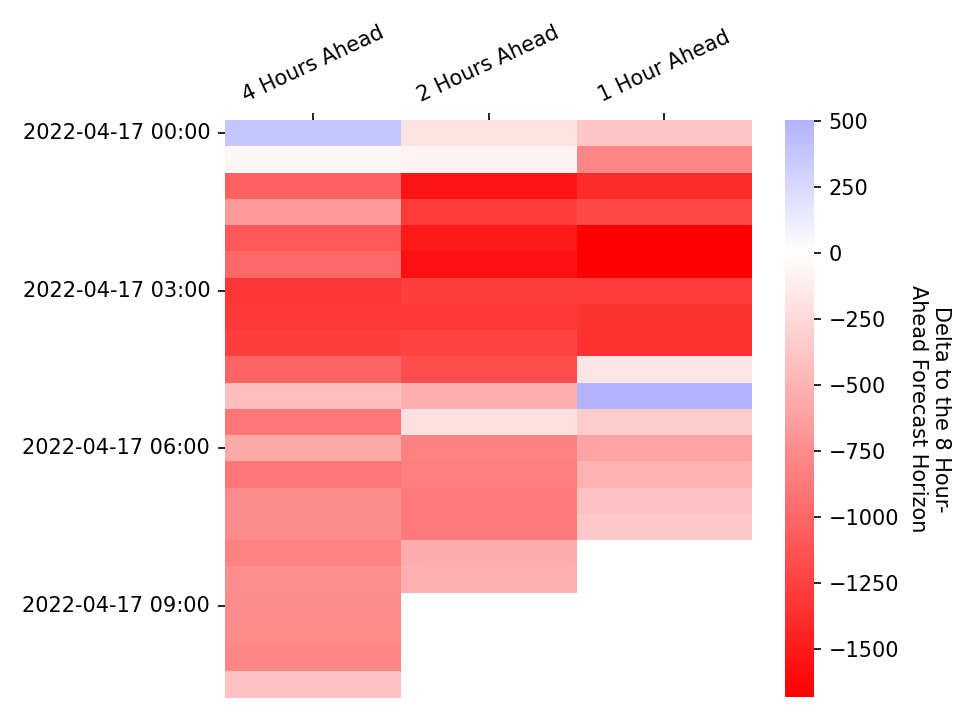 4 Hours Ahead
2 Hours Ahead
1 Hour Ahead
2022-04-17 00:00
2022-04-17 03:00
2022-04-17 06:00
2022-04-17 09:00
500
250
0
−250
−500
−750
−1000
−1250
−1500
Delta to the 8 Hour-
Ahead Forecast Horizon